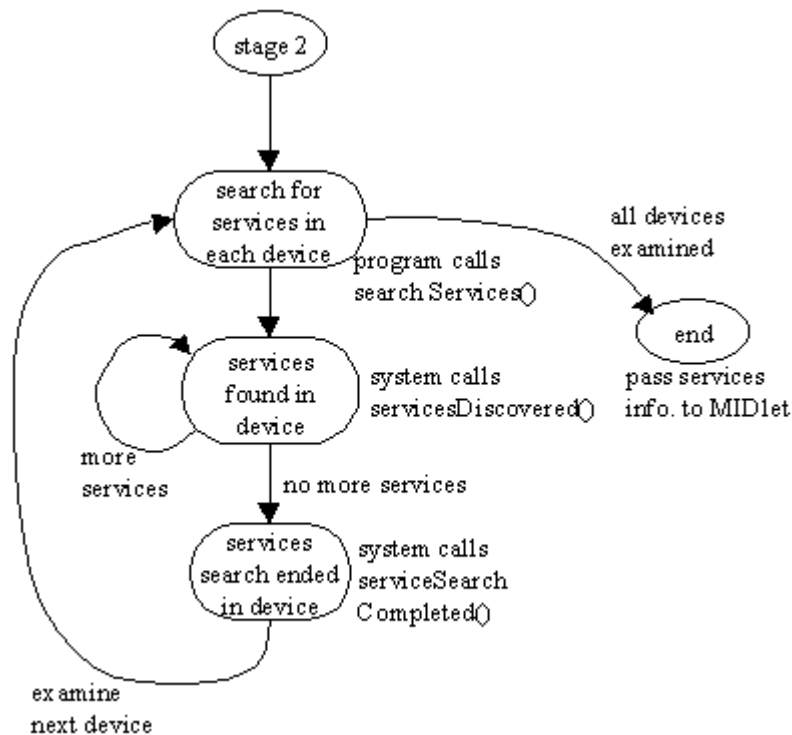 stage 2
search for
services in
each device
program calls
searchServices()
all devices
examined
end
pass services
info. to MIDlet
services
found in
device
system calls
servicesDiscovered()
more
services
no more services
services
search ended
in device
system calls
serviceSearch
Completed()
examine
next device